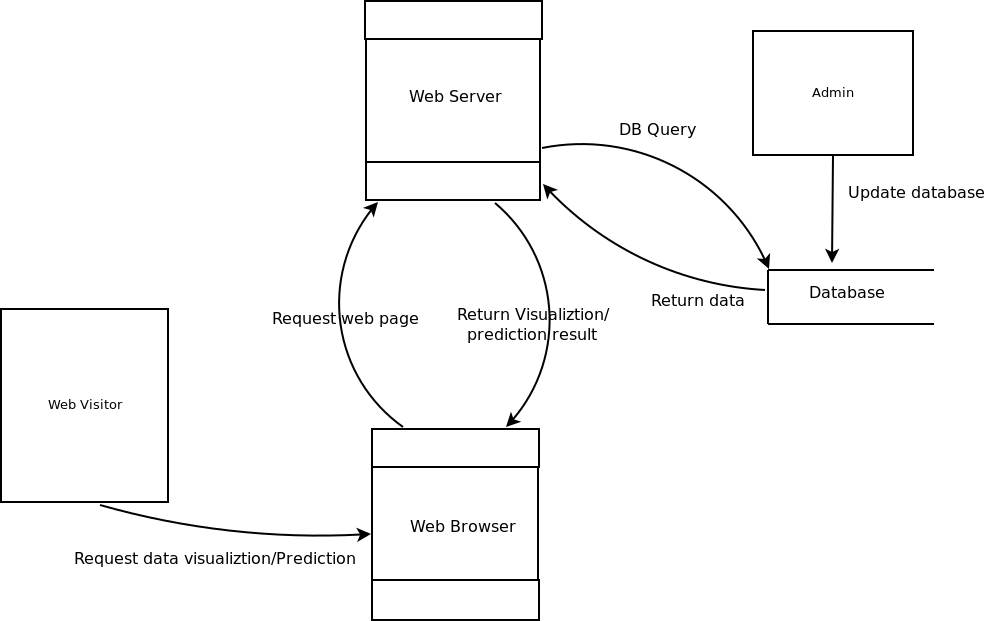 Web Server
Admin
DB Query
Update database
Database
Return data
Request web page
Return Visualiztion/
prediction result
Web Visitor
Web Browser
Request data visualiztion/Prediction